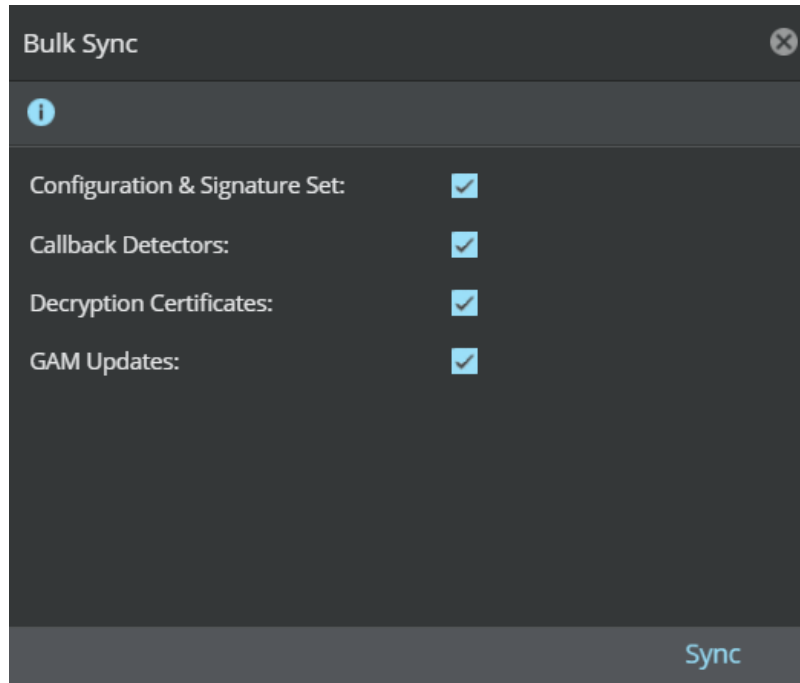 Bulk Sync
Configuration & Signature Set:
Callback Detectors:
Decryption Certificates:
GAM Updates:
Sync